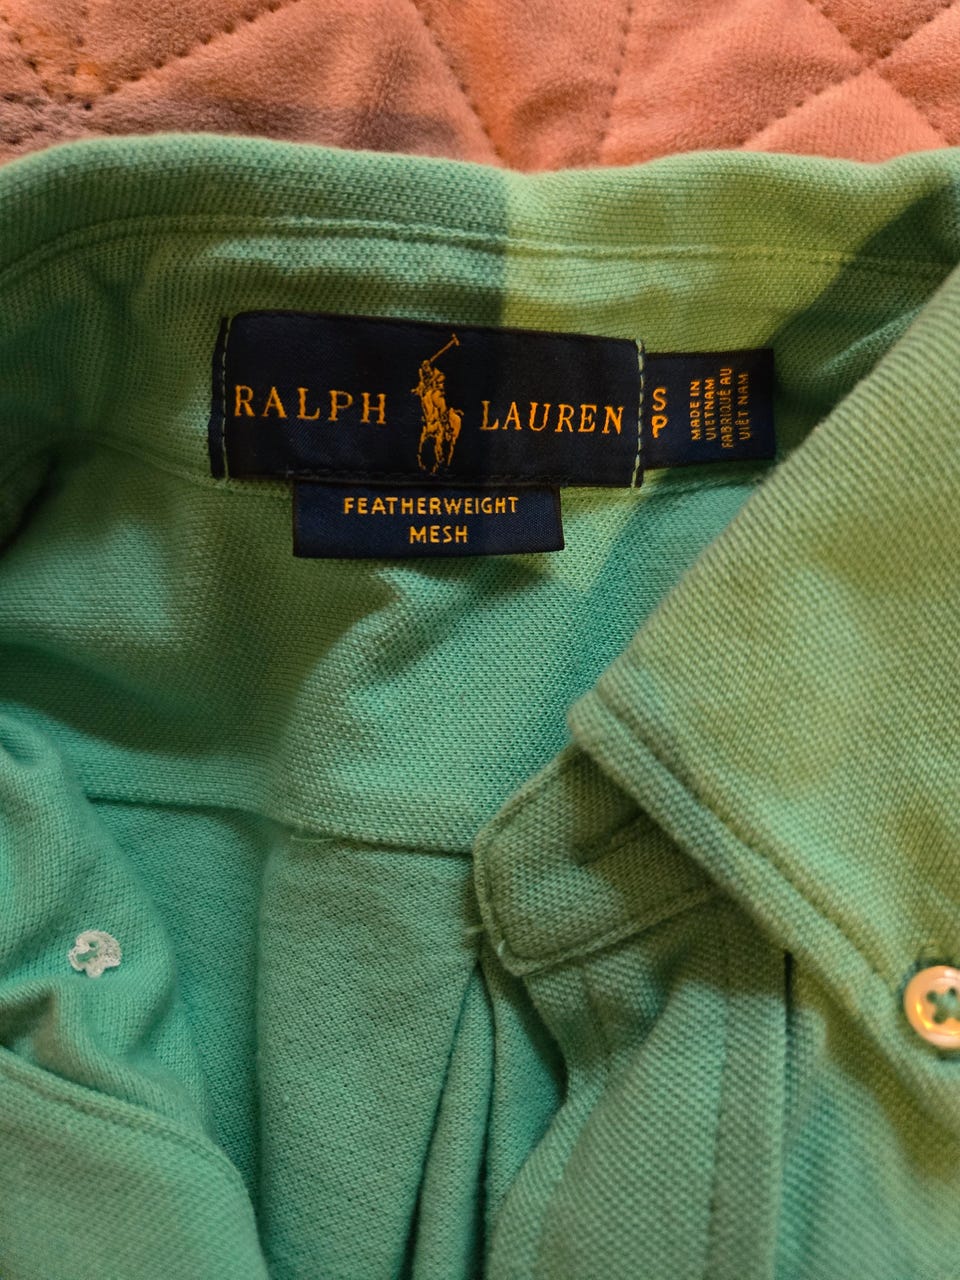 RALPH LAUREN
S
P
MADE IN
VIETNAM
FABRIQUÉ AU
VIÊT NAM
FEATHERWEIGHT
MESH